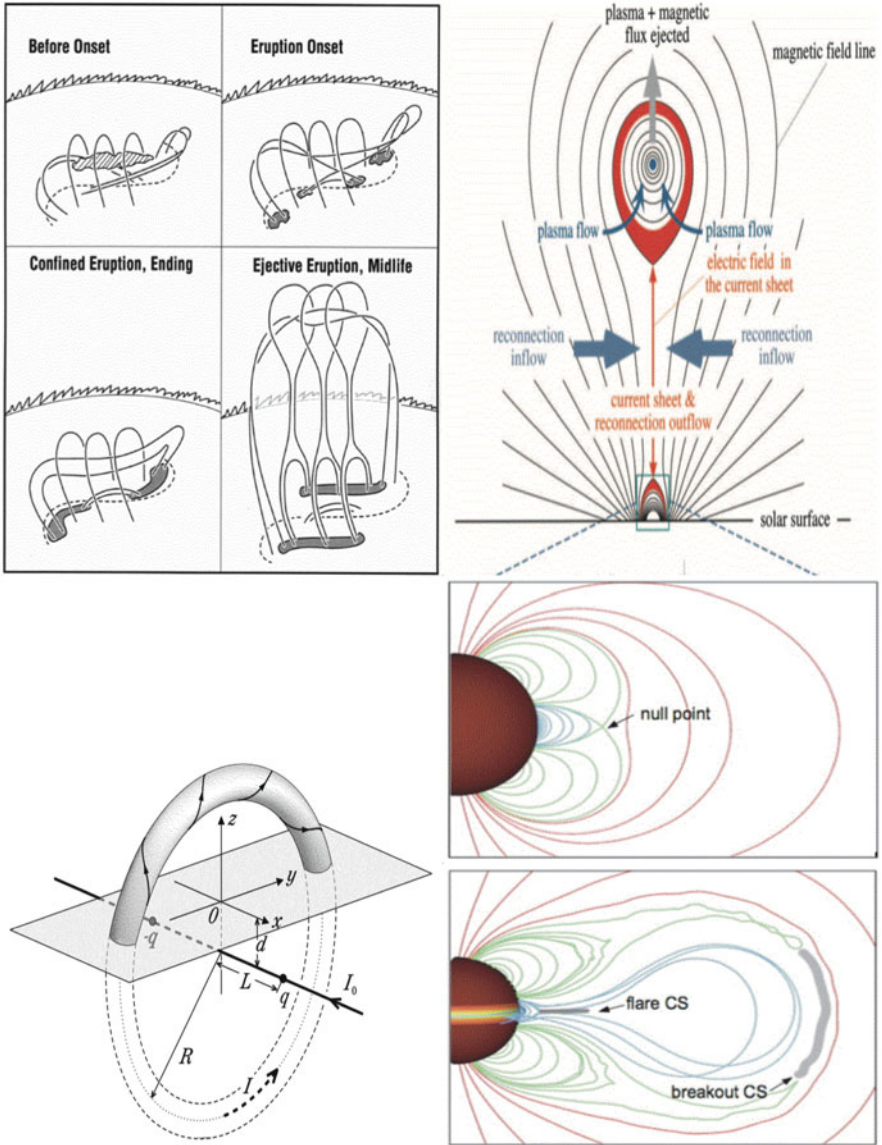 Before Onset
Eruption Onset
Confined Eruption, Ending
Ejective Eruption, Midlife
plasma + magnetic
flux ejected
magnetic field
line
plasma flow
plasma flow
electric field in
the current sheet
reconnection
inflow
reconnection
inflow
current sheet &
reconnection outflow
solar surface
z
y
0
x
d
-q
L
q
I₀
R
I
null point
flare CS
breakout CS